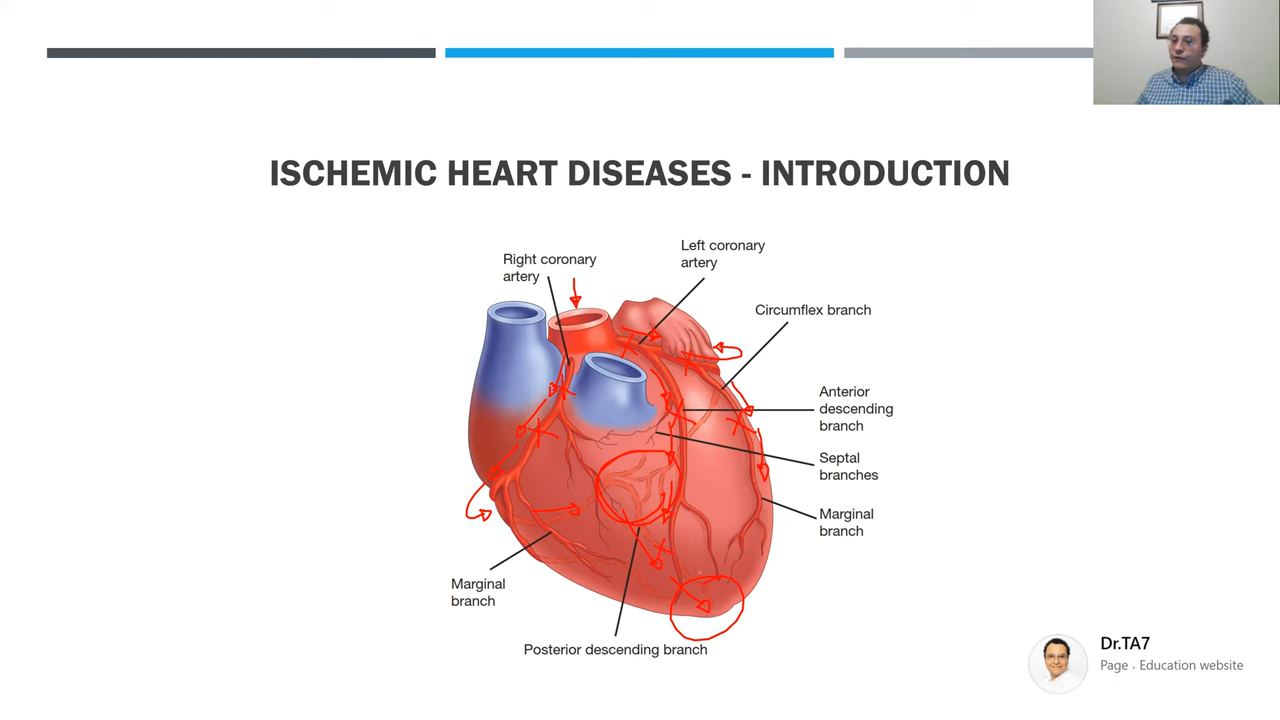 ISCHEMIC HEART DISEASES - INTRODUCTION
Right coronary
artery
Left coronary
artery
Circumflex branch
Anterior
descending
branch
Septal
branches
Marginal
branch
Marginal
branch
Posterior descending branch
Dr.TA7
Page · Education website